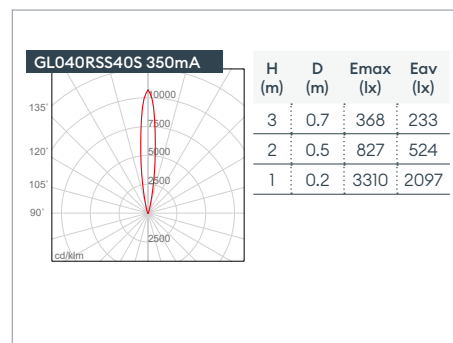 GL040RSS40S 350mA
10000
135°
7500
120°
5000
105°
2500
90°
2500
cd/klm
H D Emax Eav
(m) (m) (lx) (lx)
3 0.7 368 233
2 0.5 827 524
1 0.2 3310 2097